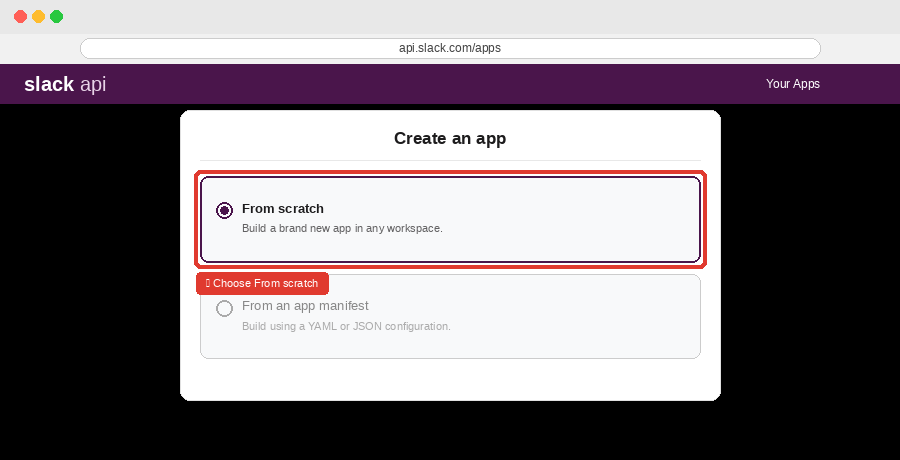 api.slack.com/apps
slack api
Your Apps
Create an app
From scratch
Build a brand new app in any workspace.
Choose From scratch
From an app manifest
Build using a YAML or JSON configuration.